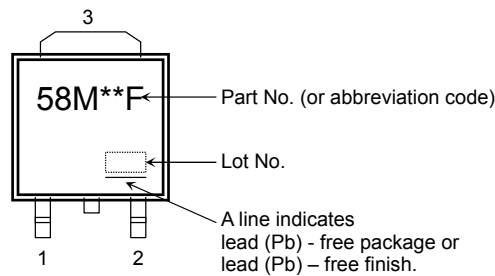 3
58M**F
Part No. (or abbreviation code)
Lot No.
A line indicates
lead (Pb) - free package or
lead (Pb) – free finish.
1 2